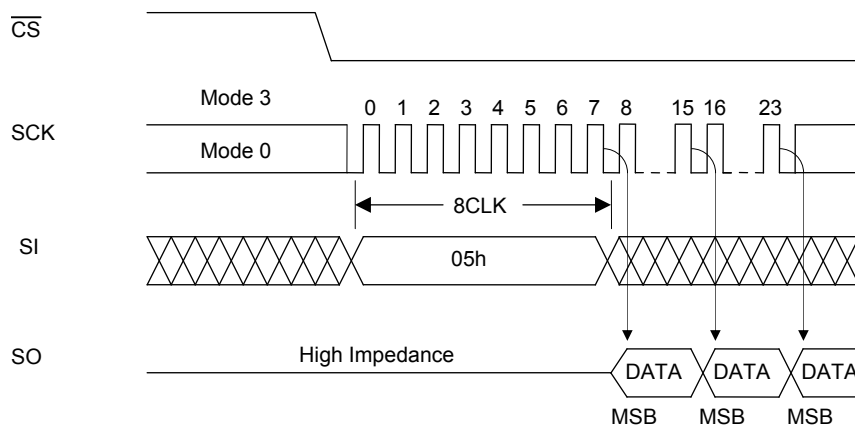 CS
Mode 3
0 1 2 3 4 5 6 7 8 15 16 23
SCK
Mode 0
8CLK
SI
05h
SO
High Impedance
DATA DATA DATA
MSB MSB MSB